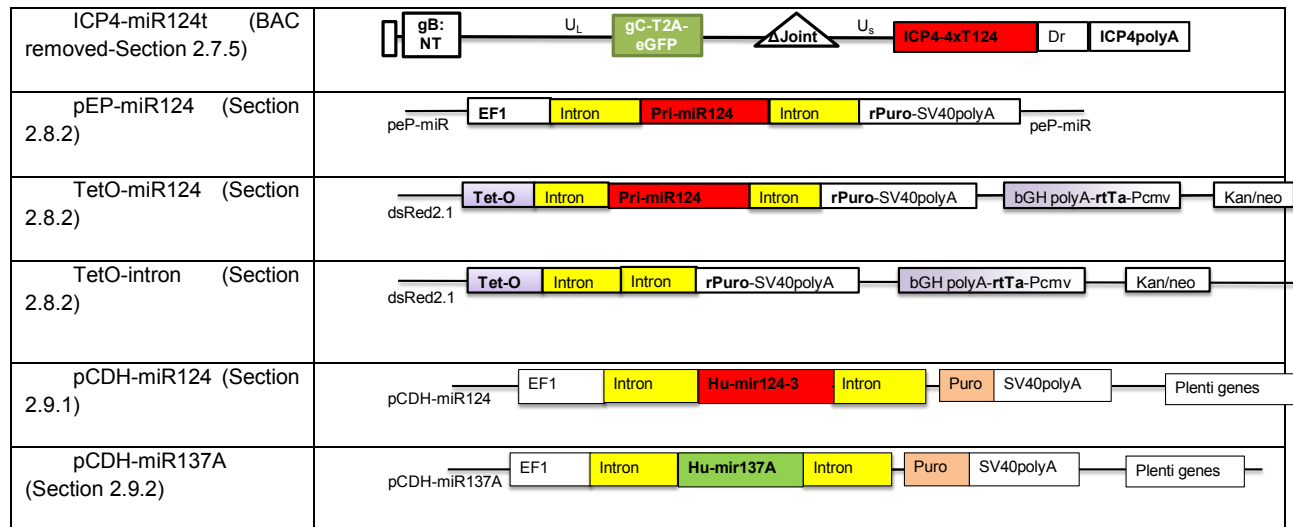 ICP4-miR124t (BAC
removed-Section 2.7.5)
gB:
NT
UL
gC-T2A-
eGFP
ΔJoint
Us
ICP4-4xT124
Dr
ICP4polyA
pEP-miR124 (Section
2.8.2)
peP-miR
EF1
Intron
Pri-miR124
Intron
rPuro-SV40polyA
peP-miR
TetO-miR124 (Section
2.8.2)
dsRed2.1
Tet-O
Intron
Pri-miR124
Intron
rPuro-SV40polyA
bGH polyA-rtTa-Pcmv
Kan/neo
TetO-intron (Section
2.8.2)
dsRed2.1
Tet-O
Intron
Intron
rPuro-SV40polyA
bGH polyA-rtTa-Pcmv
Kan/neo
pCDH-miR124 (Section
2.9.1)
pCDH-miR124
EF1
Intron
Hu-mir124-3
Intron
Puro
SV40polyA
Plenti genes
pCDH-miR137A
(Section 2.9.2)
pCDH-miR137A
EF1
Intron
Hu-mir137A
Intron
Puro
SV40polyA
Plenti genes